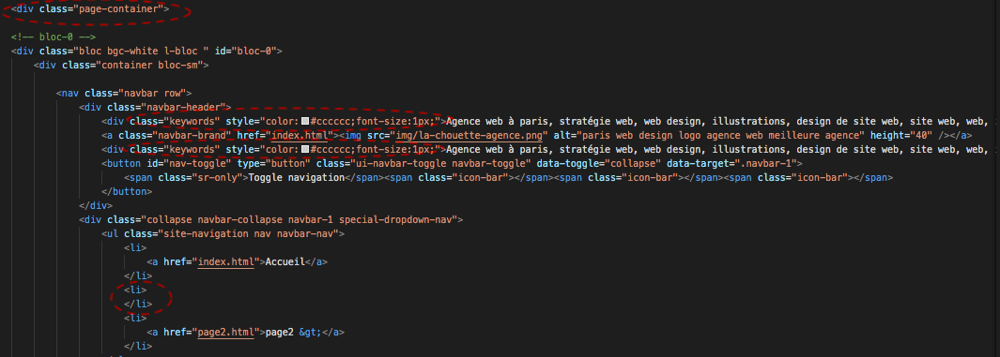 <div class="page-container">
<!-- bloc-0 -->
<div class="bloc bgc-white l-bloc " id="bloc-0">
<div class="container bloc-sm">
<nav class="navbar row">
<div class="navbar-header">
<div class="keywords" style="color:#cccccc;font-size:1px;">Agence web à paris, stratégie web, web design, illustrations, design de site web, site web, web,
<a class="navbar-brand" href="index.html"><img src="img/la-chouette-agence.png" alt="paris web design logo agence web meilleure agence" height="40" /></a>
<div class="keywords" style="color:#cccccc;font-size:1px;">Agence web à paris, stratégie web, web design, illustrations, design de site web, site web, web,
<button id="nav-toggle" type="button" class="ui-navbar-toggle navbar-toggle" data-toggle="collapse" data-target=".navbar-1">
<span class="sr-only">Toggle navigation</span><span class="icon-bar"></span><span class="icon-bar"></span><span class="icon-bar"></span>
</button>
</div>
<div class="collapse navbar-collapse navbar-1 special-dropdown-nav">
<ul class="site-navigation nav navbar-nav">
<li>
<a href="index.html">Accueil</a>
</li>
<li>
</li>
<li>
<a href="page2.html">page2 &gt;</a>
</li>